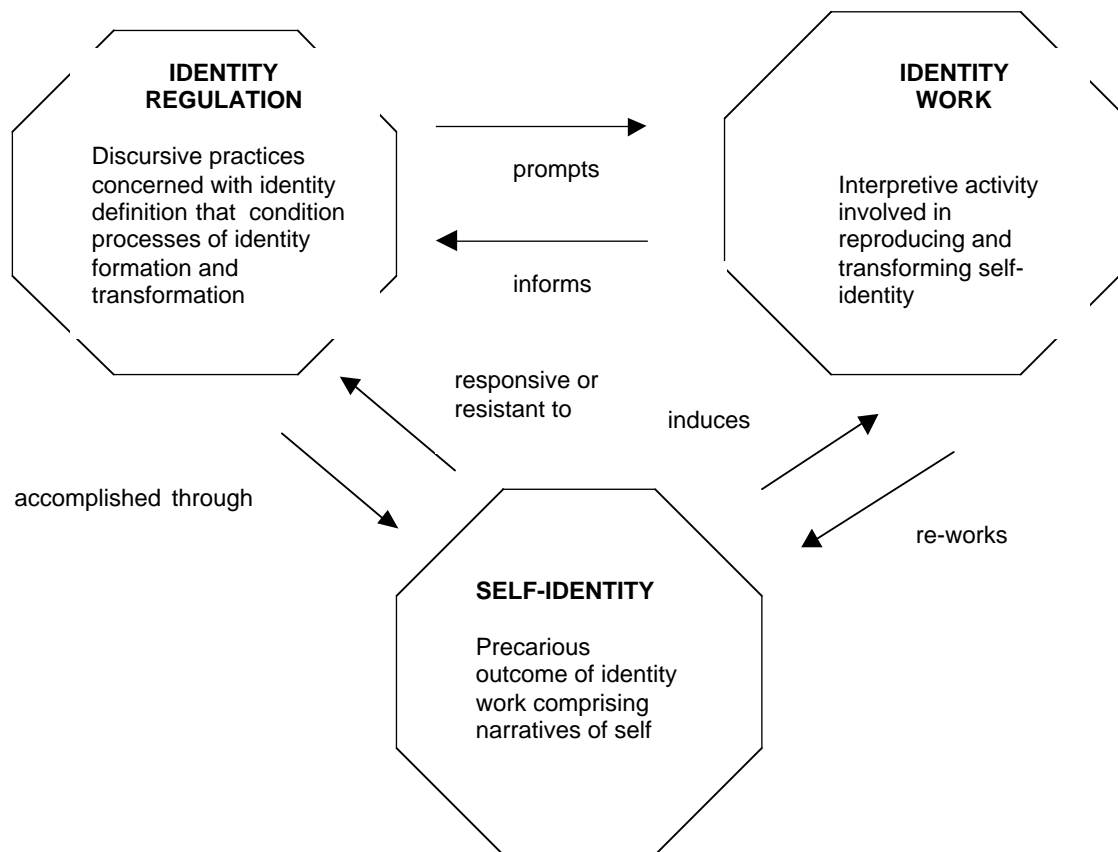 IDENTITY
REGULATION
Discursive practices
concerned with identity
definition that condition
processes of identity
formation and
transformation
prompts
informs
IDENTITY
WORK
Interpretive activity
involved in
reproducing and
transforming self-
identity
responsive or
resistant to
induces
accomplished through
re-works
SELF-IDENTITY
Precarious
outcome of identity
work comprising
narratives of self